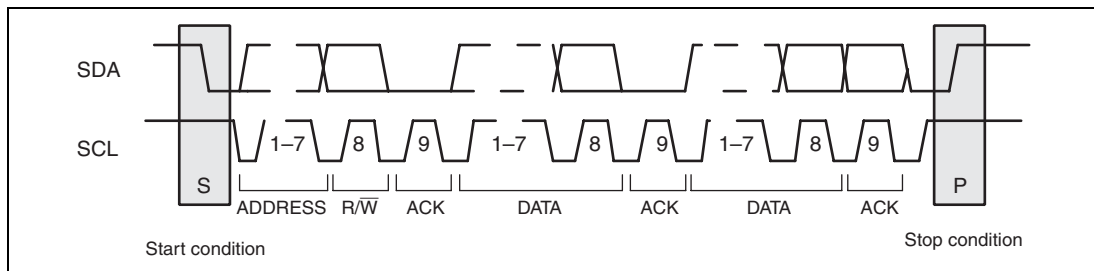 SDA
SCL
1–7 8 9 1–7 8 9 1–7 8 9
S P
ADDRESS R/W̅ ACK DATA ACK DATA ACK
Start condition Stop condition